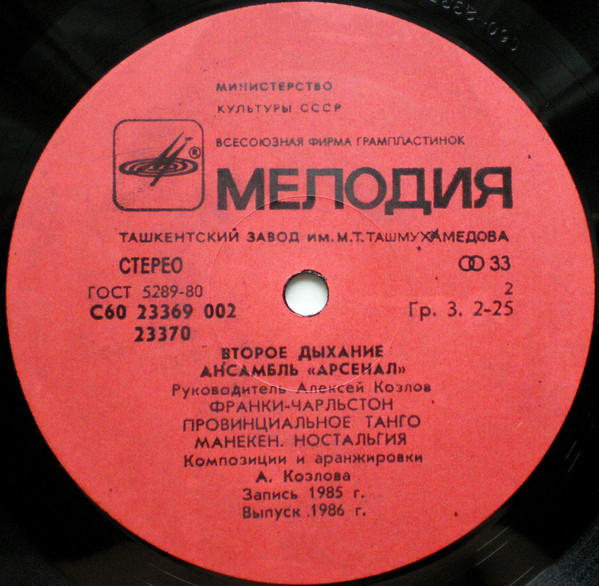 МИНИСТЕРСТВО
КУЛЬТУРЫ СССР
ВСЕСОЮЗНАЯ ФИРМА ГРАМПЛАСТИНОК
®
МЕЛОДИЯ
ТАШКЕНТСКИЙ ЗАВОД ИМ. М.Т. ТАШМУХАМЕДОВА
СТЕРЕО
33
ГОСТ 5289-80
2
С60 23369 002
Гр. 3. 2-25
23370
ВТОРОЕ ДЫХАНИЕ
АНСАМБЛЬ «АРСЕНАЛ»
Руководитель Алексей Козлов
ФРАНКИ-ЧАРЛЬСТОН
ПРОВИНЦИАЛЬНОЕ ТАНГО
МАНЕКЕН. НОСТАЛЬГИЯ
Композиции и аранжировки
А. Козлова
Запись 1985 г.
Выпуск 1986 г.